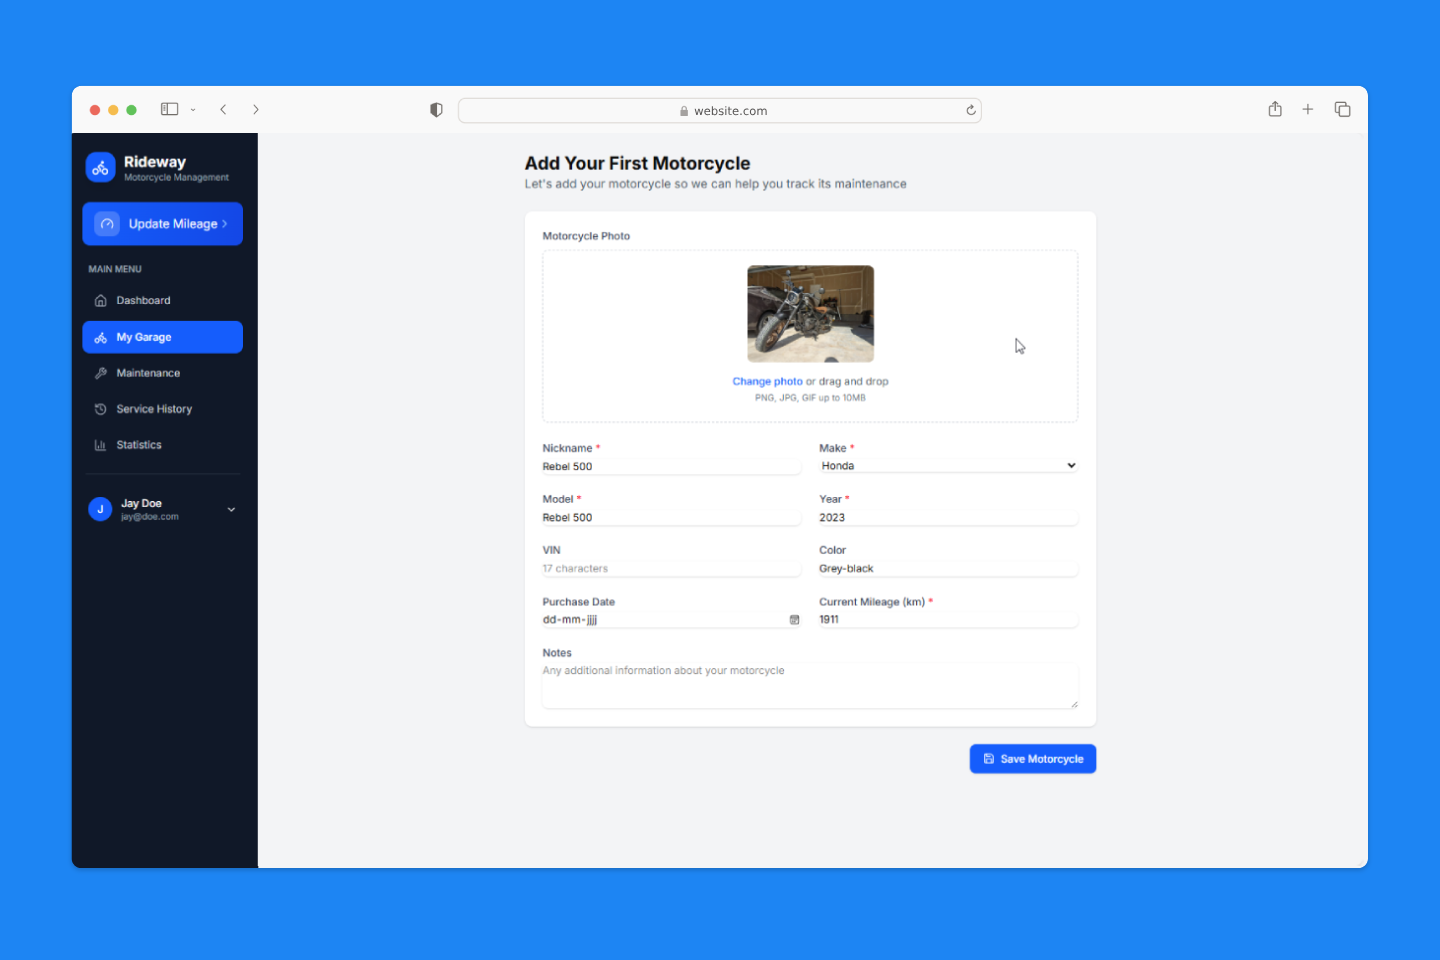 website.com
Rideway
Motorcycle Management
Update Mileage
MAIN MENU
Dashboard
My Garage
Maintenance
Service History
Statistics
J
Jay Doe
jay@doe.com
Add Your First Motorcycle
Let's add your motorcycle so we can help you track its maintenance
Motorcycle Photo
Change photo or drag and drop
PNG, JPG, GIF up to 10MB
Nickname *
Rebel 500
Make *
Honda
Model *
Rebel 500
Year *
2023
VIN
17 characters
Color
Grey-black
Purchase Date
dd-mm-jjjj
Current Mileage (km) *
1911
Notes
Any additional information about your motorcycle
Save Motorcycle